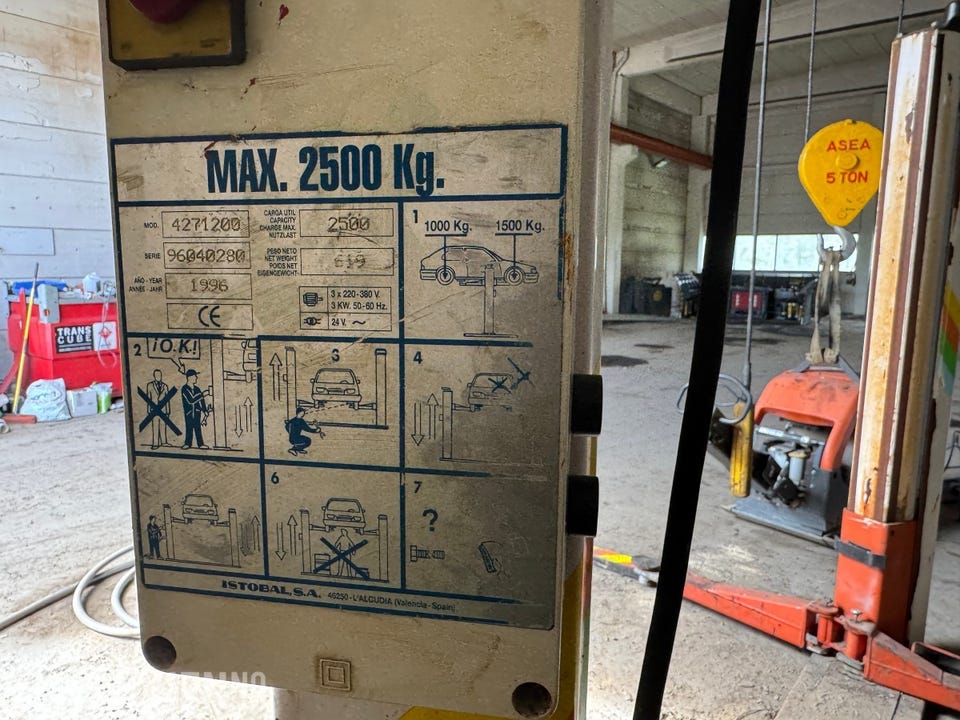 MAX. 2500 Kg.
MOD. 4271200
SERIE 96040280
AÑO - YEAR
ANNÉE - JAHR
1996
CE
CARGA UTIL
CAPACITY
CHARGE MAX.
NUTZLAST
2500
PESO NETO
NET WEIGHT
POIDS NET
EIGENGEWICHT
619
3 x 220-380 V.
3 KW. 50-60 Hz.
24 V. ~
1
1000 Kg. 1500 Kg.
2
¡O.K.!
3
4
6
7
?
ISTOBAL, S.A. 46250 - L'ALCUDIA (Valencia - Spain)
ASEA
5 TON
TRANS
CUBE